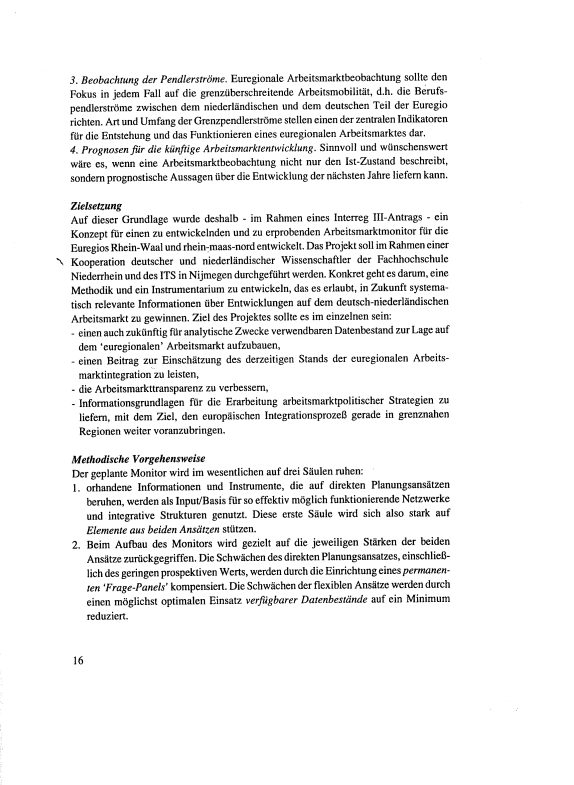 3. Beobachtung der Pendlerströme. Euregionale Arbeitsmarktbeobachtung sollte den
Fokus in jedem Fall auf die grenzüberschreitende Arbeitsmobilität, d.h. die Berufs-
pendlerströme zwischen dem niederländischen und dem deutschen Teil der Euregio
richten. Art und Umfang der Grenzpendlerströme stellen einen der zentralen Indikatoren
für die Entstehung und das Funktionieren eines euregionalen Arbeitsmarktes dar.
4. Prognosen für die künftige Arbeitsmarktentwicklung. Sinnvoll und wünschenswert
wäre es, wenn eine Arbeitsmarktbeobachtung nicht nur den Ist-Zustand beschreibt,
sondern prognostische Aussagen über die Entwicklung der nächsten Jahre liefern kann.
Zielsetzung
Auf dieser Grundlage wurde deshalb - im Rahmen eines Interreg III-Antrags - ein
Konzept für einen zu entwickelnden und zu erprobenden Arbeitsmarktmonitor für die
Euregios Rhein-Waal und rhein-maas-nord entwickelt. Das Projekt soll im Rahmen einer
Kooperation deutscher und niederländischer Wissenschaftler der Fachhochschule
Niederrhein und des ITS in Nijmegen durchgeführt werden. Konkret geht es darum, eine
Methodik und ein Instrumentarium zu entwickeln, das es erlaubt, in Zukunft systema-
tisch relevante Informationen über Entwicklungen auf dem deutsch-niederländischen
Arbeitsmarkt zu gewinnen. Ziel des Projektes sollte es im einzelnen sein:
- einen auch zukünftig für analytische Zwecke verwendbaren Datenbestand zur Lage auf
dem 'euregionalen' Arbeitsmarkt aufzubauen,
- einen Beitrag zur Einschätzung des derzeitigen Stands der euregionalen Arbeits-
marktintegration zu leisten,
- die Arbeitsmarkttransparenz zu verbessern,
- Informationsgrundlagen für die Erarbeitung arbeitsmarktpolitischer Strategien zu
liefern, mit dem Ziel, den europäischen Integrationsprozeß gerade in grenznahen
Regionen weiter voranzubringen.
Methodische Vorgehensweise
Der geplante Monitor wird im wesentlichen auf drei Säulen ruhen:
1. orhandene Informationen und Instrumente, die auf direkten Planungsansätzen
beruhen, werden als Input/Basis für so effektiv möglich funktionierende Netzwerke
und integrative Strukturen genutzt. Diese erste Säule wird sich also stark auf
Elemente aus beiden Ansätzen stützen.
2. Beim Aufbau des Monitors wird gezielt auf die jeweiligen Stärken der beiden
Ansätze zurückgegriffen. Die Schwächen des direkten Planungsansatzes, einschließ-
lich des geringen prospektiven Werts, werden durch die Einrichtung eines permanen-
ten 'Frage-Panels' kompensiert. Die Schwächen der flexiblen Ansätze werden durch
einen möglichst optimalen Einsatz verfügbarer Datenbestände auf ein Minimum
reduziert.
16